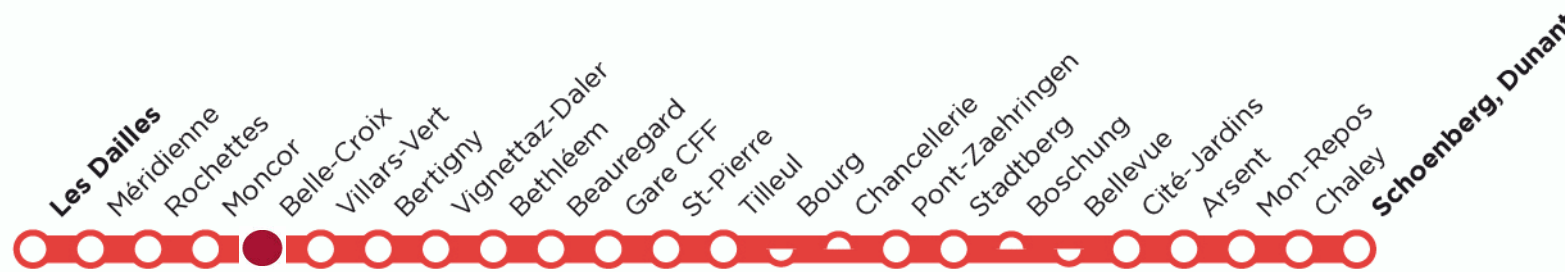 Les Dailles
Méridienne
Rochettes
Moncor
Belle-Croix
Villars-Vert
Bertigny
Vignettaz-Daler
Bethléem
Beauregard
Gare CFF
St-Pierre
Tilleul
Bourg
Chancellerie
Pont-Zaehringen
Stadtberg
Boschung
Bellevue
Cité-Jardins
Arsent
Mon-Repos
Chaley
Schoenberg, Dunant